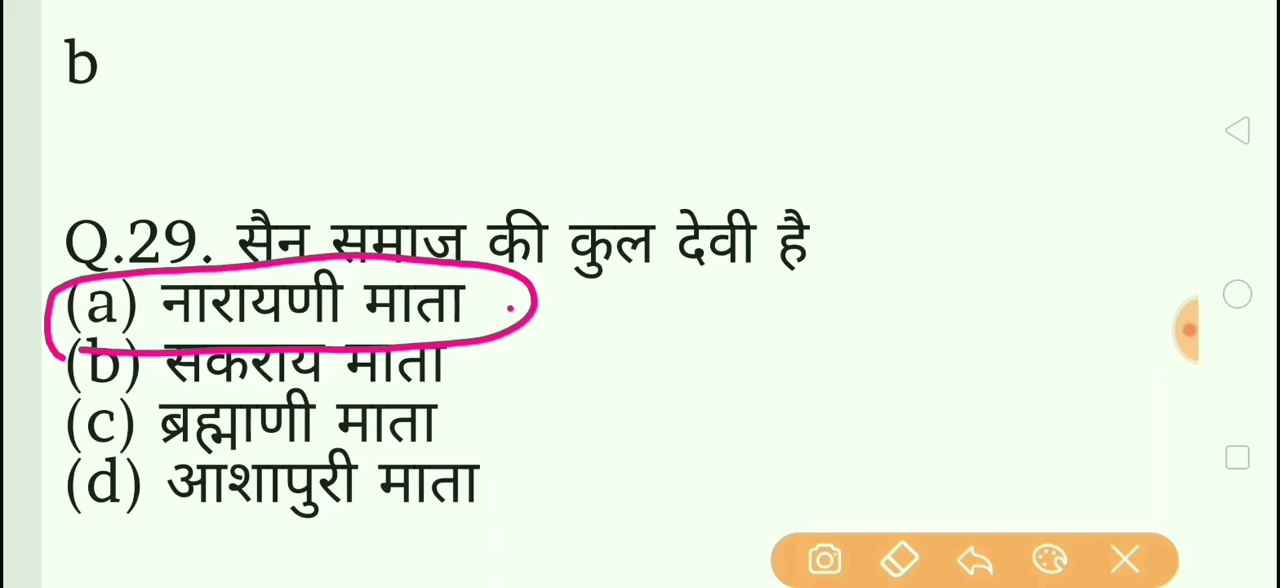 b
Q.29. सैन समाज की कुल देवी है
(a) नारायणी माता
(b) सकराय माता
(c) ब्रह्माणी माता
(d) आशापुरी माता